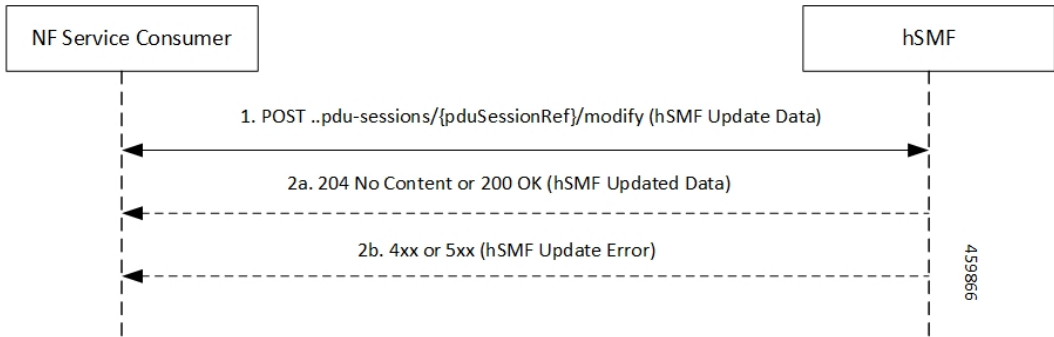 NF Service Consumer
hSMF
1. POST ..pdu-sessions/{pduSessionRef}/modify (hSMF Update Data)
2a. 204 No Content or 200 OK (hSMF Updated Data)
2b. 4xx or 5xx (hSMF Update Error)
459866